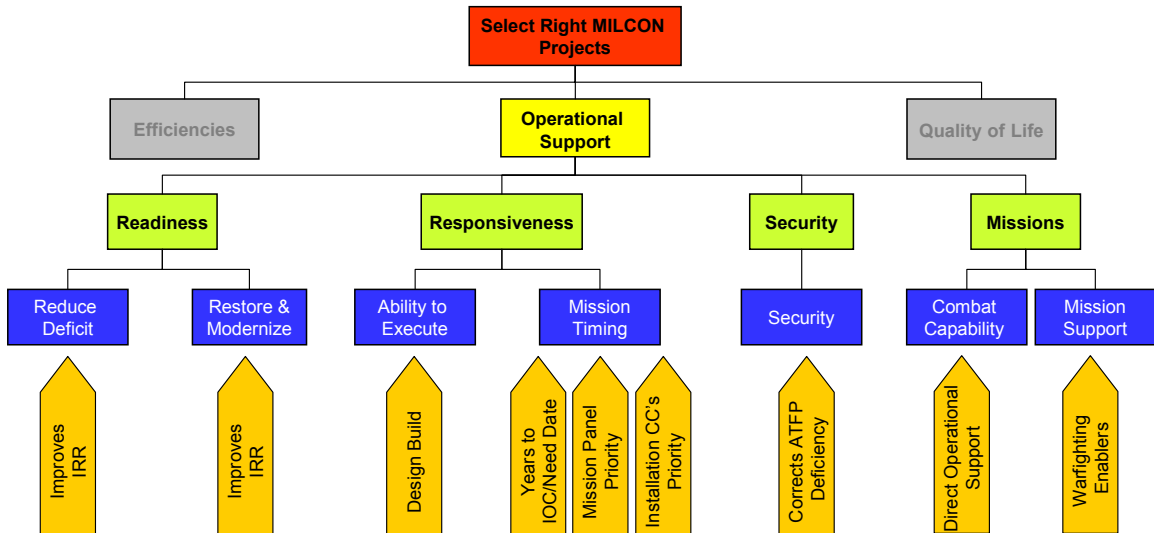 Select Right MILCON
Projects
Efficiencies
Operational
Support
Quality of Life
Readiness
Responsiveness
Security
Missions
Reduce
Deficit
Restore &
Modernize
Ability to
Execute
Mission
Timing
Security
Combat
Capability
Mission
Support
Improves
IRR
Improves
IRR
Design Build
Years to
IOC/Need Date
Mission Panel
Priority
Installation CC's
Priority
Corrects ATFP
Deficiency
Direct Operational
Support
Warfighting
Enablers